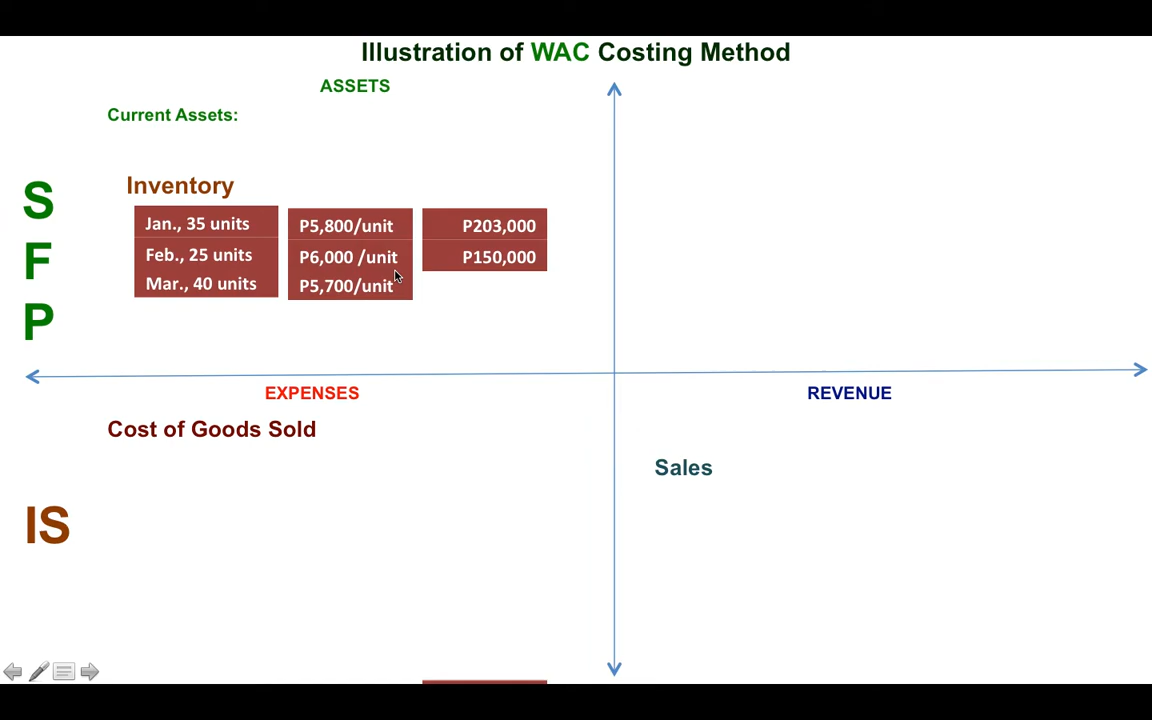 Illustration of WAC Costing Method
ASSETS
Current Assets:
Inventory
Jan., 35 units P5,800/unit P203,000
Feb., 25 units P6,000 /unit P150,000
Mar., 40 units P5,700/unit
S
F
P
EXPENSES
REVENUE
Cost of Goods Sold
Sales
IS